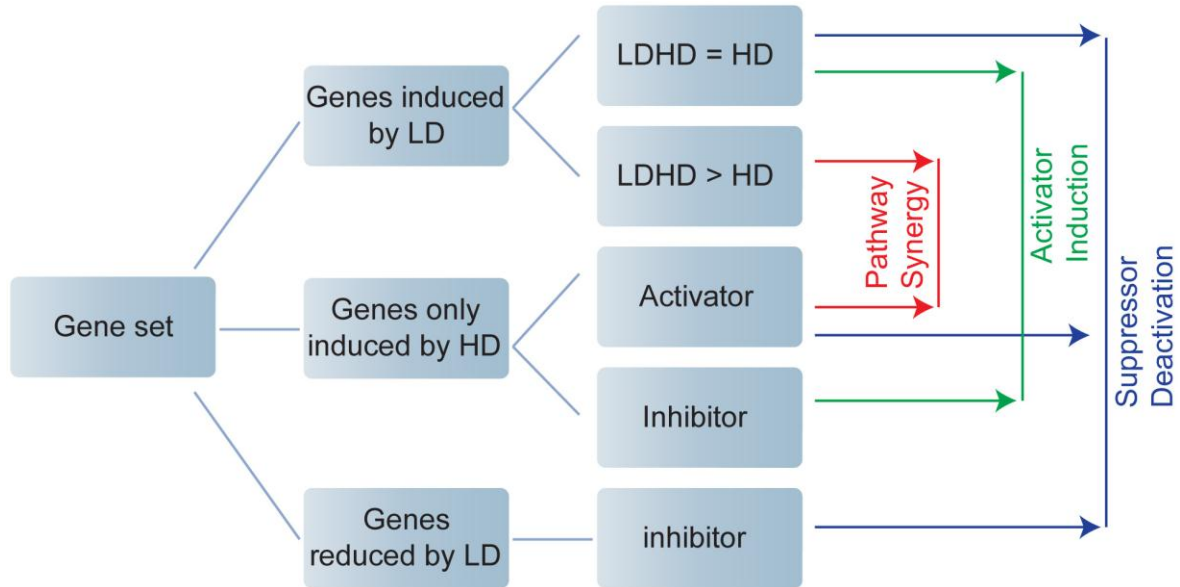 LDHD = HD
Genes induced
by LD
LDHD > HD
Pathway
Synergy
Activator
Induction
Suppressor
Deactivation
Gene set
Genes only
induced by HD
Activator
Inhibitor
Genes
reduced by LD
inhibitor